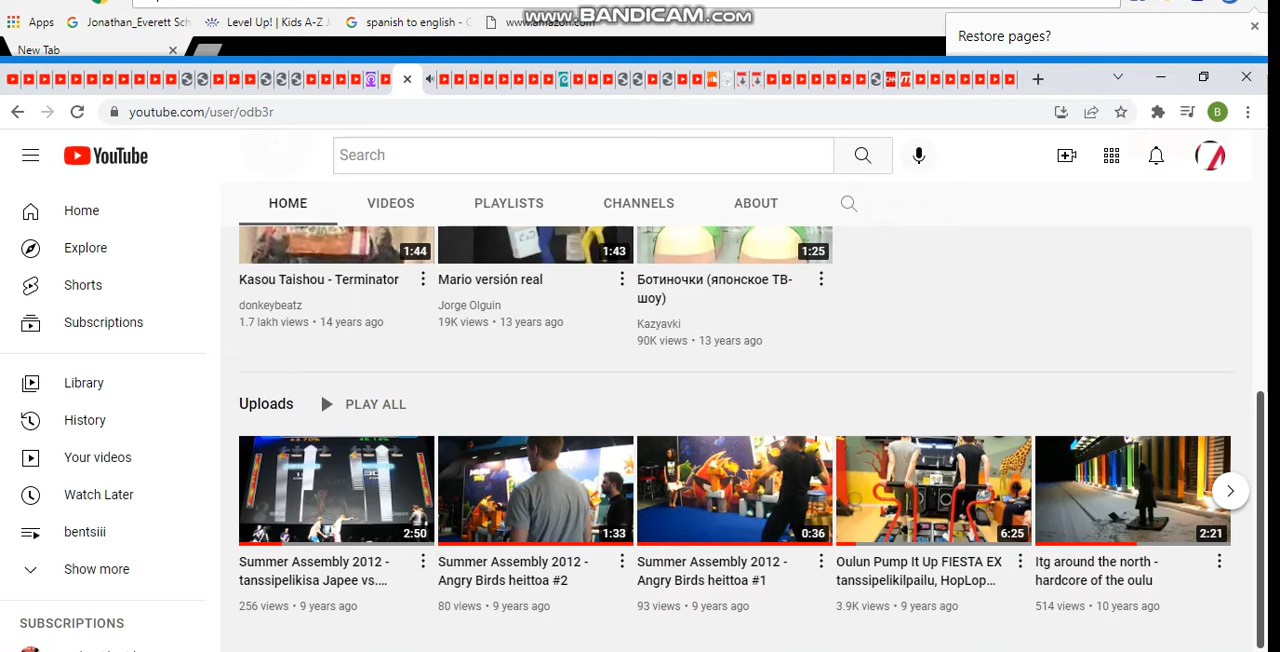 www.BANDICAM.com
Apps
Jonathan_Everett Sch
Level Up! | Kids A-Z
spanish to english -
www.amazon.com
Restore pages?
New Tab
youtube.com/user/odb3r
B
YouTube
Search
HOME
VIDEOS
PLAYLISTS
CHANNELS
ABOUT
Home
Explore
Shorts
Subscriptions
Library
History
Your videos
Watch Later
bentsiii
Show more
SUBSCRIPTIONS
1:44
1:43
1:25
Kasou Taishou - Terminator
donkeybeatz
1.7 lakh views • 14 years ago
Mario versión real
Jorge Olguin
19K views • 13 years ago
Ботиночки (японское ТВ-
шоу)
Kazyavki
90K views • 13 years ago
Uploads
PLAY ALL
2:50
1:33
0:36
6:25
2:21
Summer Assembly 2012 -
tanssipelikisa Japee vs....
256 views • 9 years ago
Summer Assembly 2012 -
Angry Birds heittoa #2
80 views • 9 years ago
Summer Assembly 2012 -
Angry Birds heittoa #1
93 views • 9 years ago
Oulun Pump It Up FIESTA EX
tanssipelikilpailu, HopLop...
3.9K views • 9 years ago
Itg around the north -
hardcore of the oulu
514 views • 10 years ago